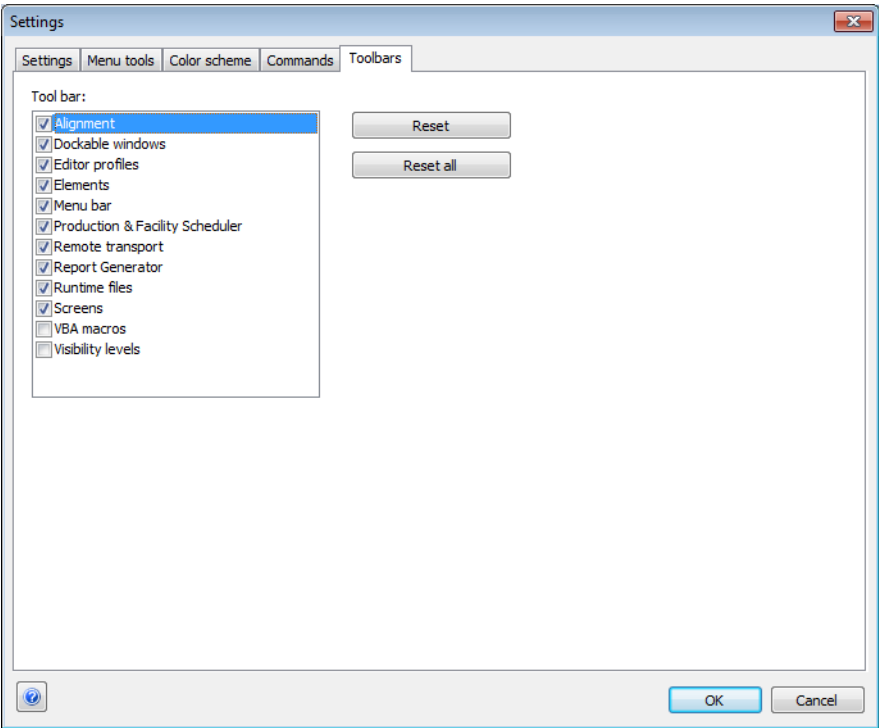 Settings
Settings Menu tools Color scheme Commands Toolbars
Tool bar:
Alignment
Dockable windows
Editor profiles
Elements
Menu bar
Production & Facility Scheduler
Remote transport
Report Generator
Runtime files
Screens
VBA macros
Visibility levels
Reset
Reset all
?
OK Cancel